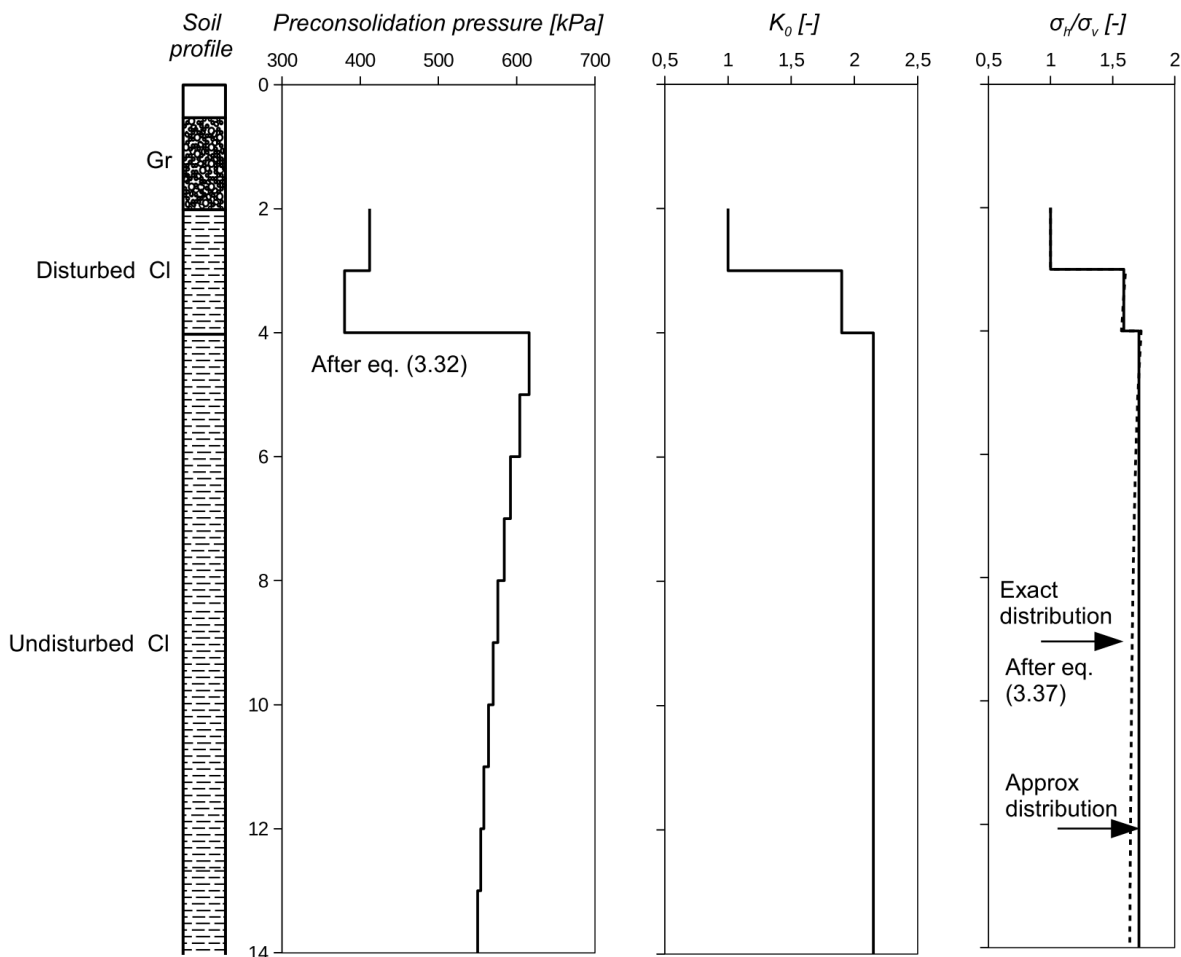 Soil
profile
Preconsolidation pressure [kPa]
K0 [-]
σh/σv [-]
300 400 500 600 700
0,5 1 1,5 2 2,5
0,5 1 1,5 2
0
2
4
6
8
10
12
14
Gr
Disturbed Cl
Undisturbed Cl
After eq. (3.32)
Exact
distribution
After eq.
(3.37)
Approx
distribution